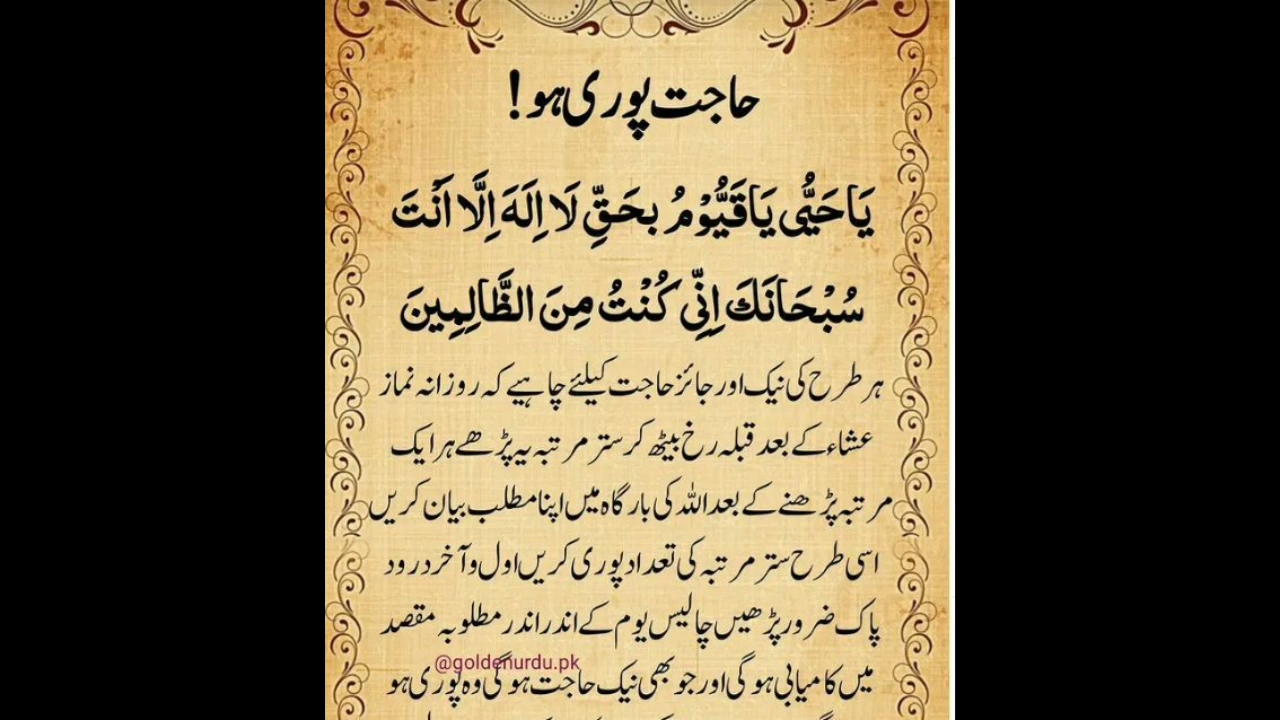 حاجت پوری ہو!
یَا حَیُّی یَا قَیُّوْمُ بحَقِّ لَا اِلَہَ اِلَّا اَنْتَ
سُبْحَانَکَ اِنِّی کُنْتُ مِنَ الظَّالِمِینَ
ہر طرح کی نیک اور جائز حاجت کیلئے چاہیے کہ روزانہ نماز
عشاء کے بعد قبلہ رخ بیٹھ کر ستر مرتبہ یہ پڑھے ہر ایک
مرتبہ پڑھنے کے بعد اللہ کی بارگاہ میں اپنا مطلب بیان کریں
اسی طرح ستر مرتبہ کی تعداد پوری کریں اول و آخر درود
پاک ضرور پڑھیں چالیس یوم کے اندر اندر مطلوبہ مقصد
@goldenurdu.pk
میں کامیابی ہوگی اور جو بھی نیک حاجت ہوگی وہ پوری ہو